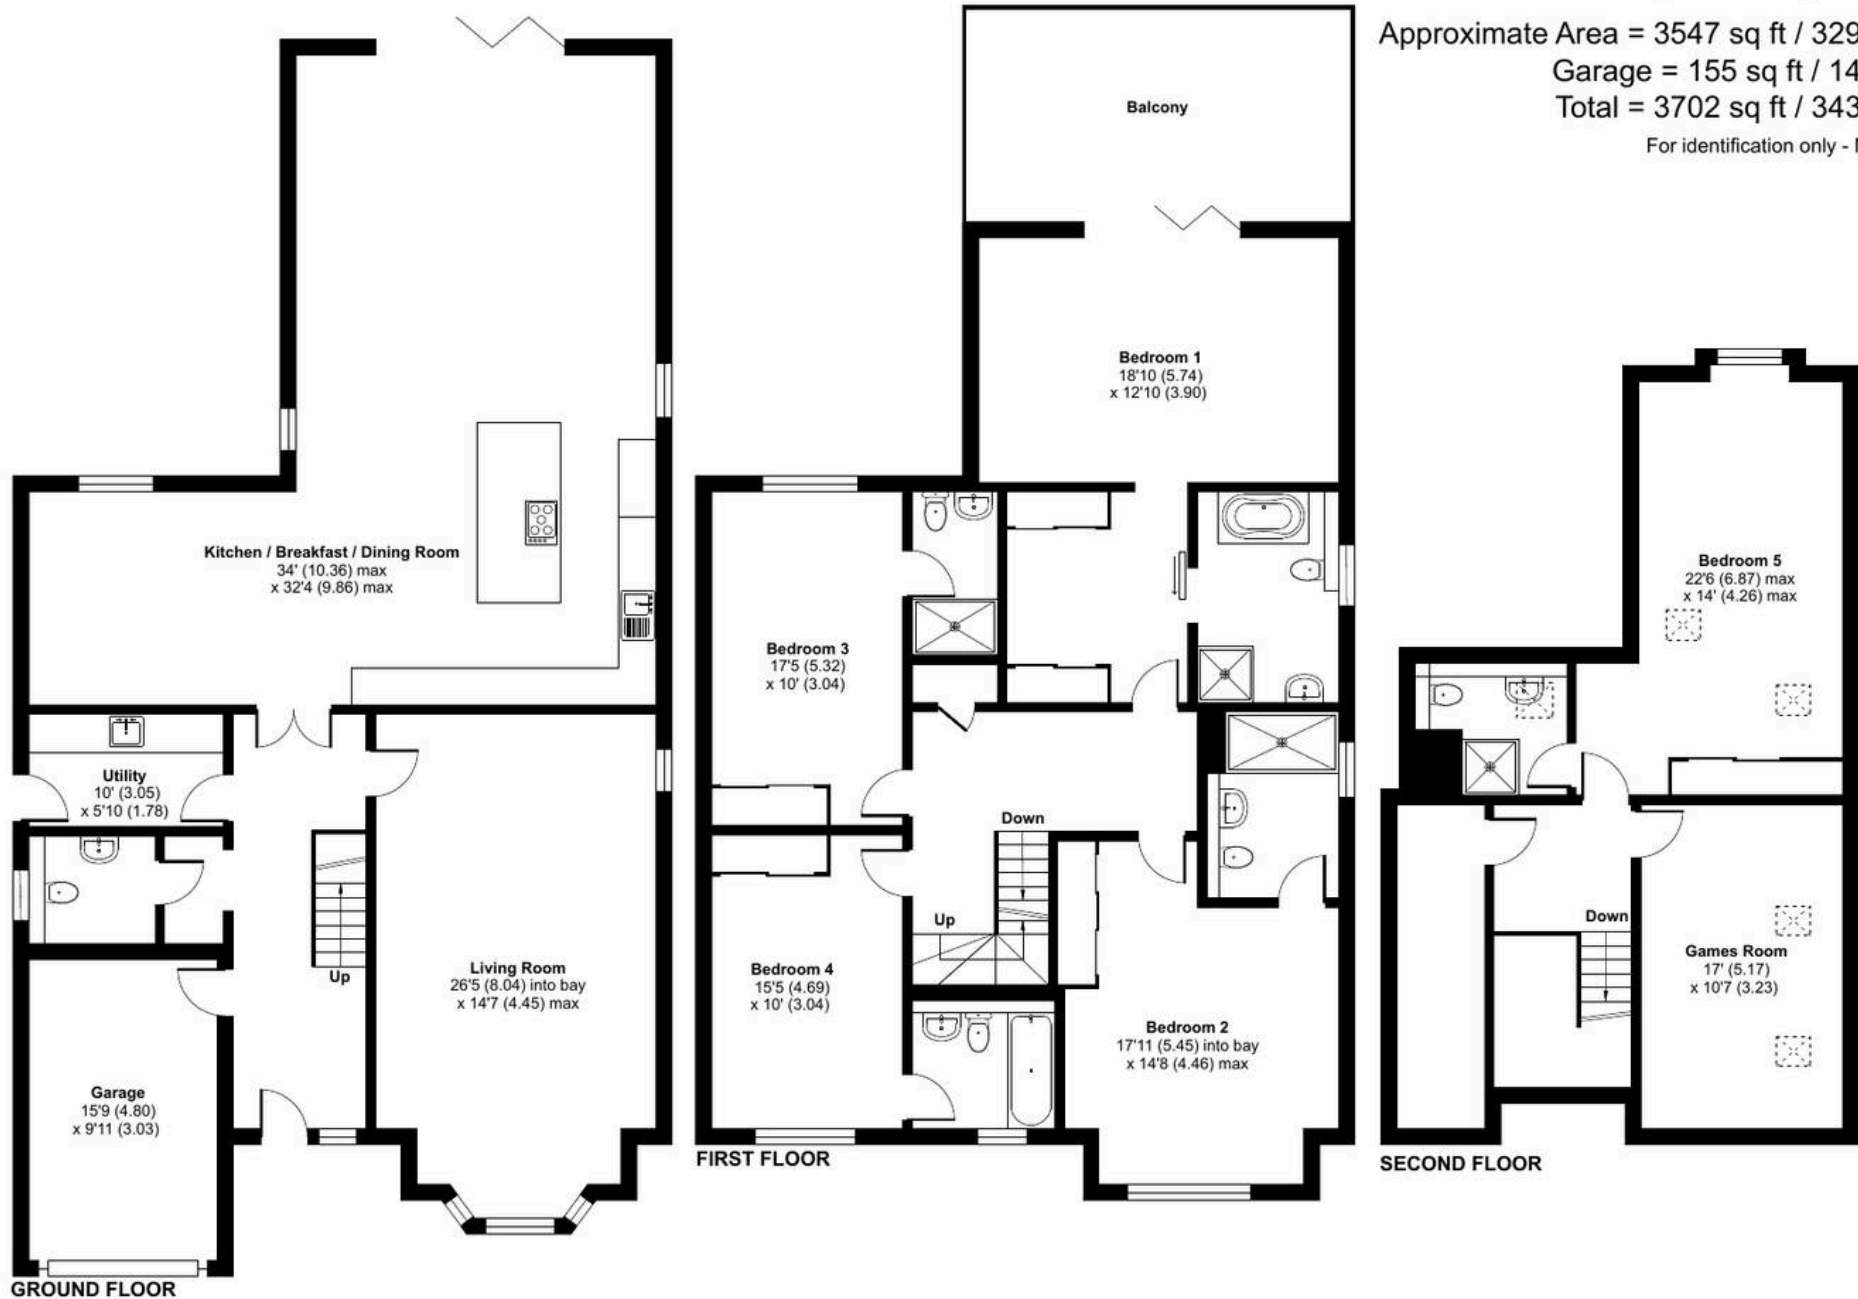 Approximate Area = 3547 sq ft / 329
Garage = 155 sq ft / 14
Total = 3702 sq ft / 343
For identification only -
Kitchen / Breakfast / Dining Room
34' (10.36) max
x 32'4 (9.86) max
Utility
10' (3.05)
x 5'10 (1.78)
Up
Living Room
26'5 (8.04) into bay
x 14'7 (4.45) max
Garage
15'9 (4.80)
x 9'11 (3.03)
GROUND FLOOR
Balcony
Bedroom 1
18'10 (5.74)
x 12'10 (3.90)
Bedroom 3
17'5 (5.32)
x 10' (3.04)
Down
Up
Bedroom 4
15'5 (4.69)
x 10' (3.04)
Bedroom 2
17'11 (5.45) into bay
x 14'8 (4.46) max
FIRST FLOOR
Bedroom 5
22'6 (6.87) max
x 14' (4.26) max
Down
Games Room
17' (5.17)
x 10'7 (3.23)
SECOND FLOOR